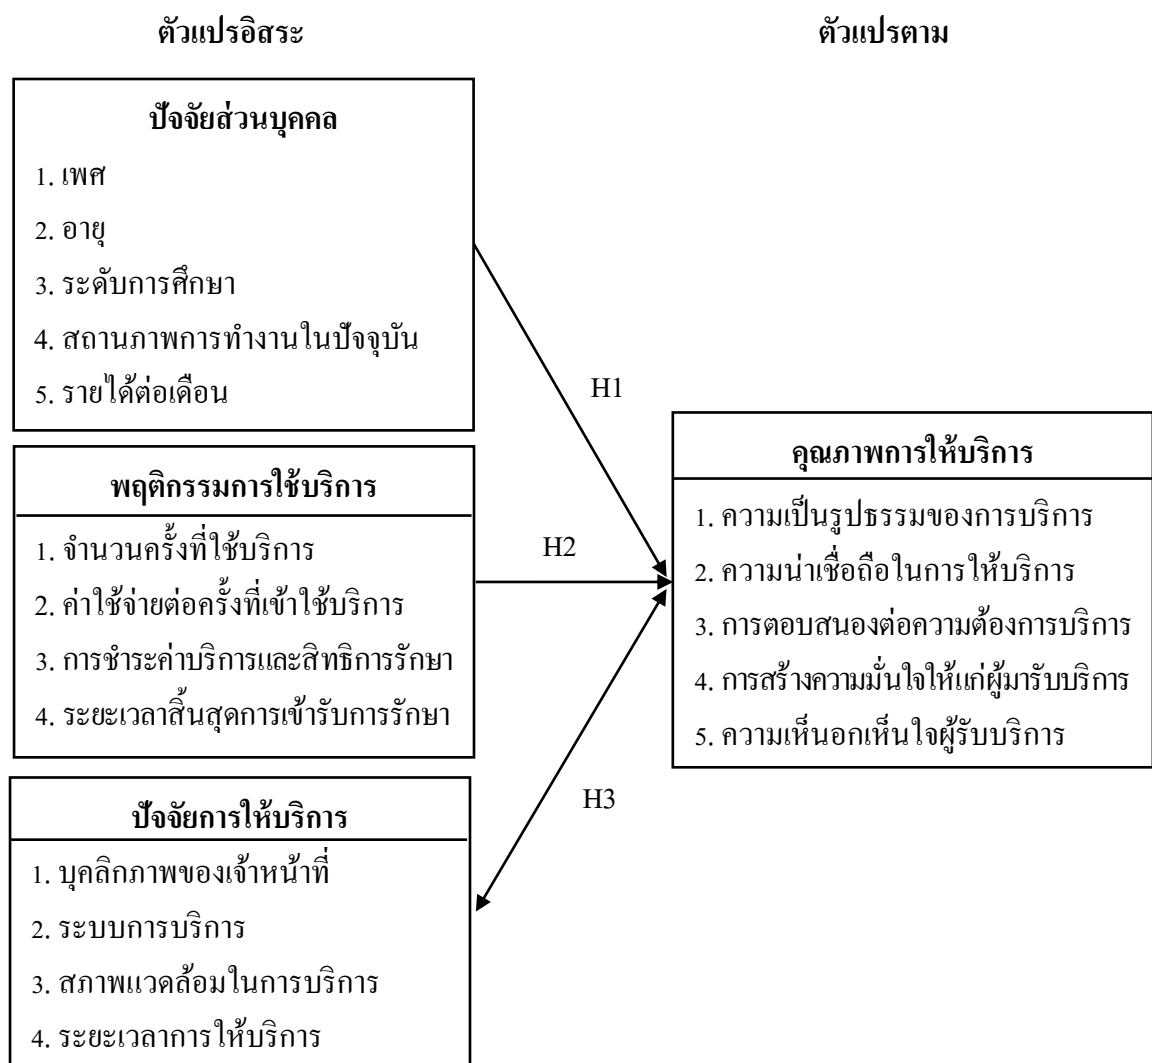 ตัวแปรอิสระ
ตัวแปรตาม
ปัจจัยส่วนบุคคล
1. เพศ
2. อายุ
3. ระดับการศึกษา
4. สถานภาพการทำงานในปัจจุบัน
5. รายได้ต่อเดือน
H1
พฤติกรรมการใช้บริการ
1. จำนวนครั้งที่ใช้บริการ
2. ค่าใช้จ่ายต่อครั้งที่เข้าใช้บริการ
3. การชำระค่าบริการและสิทธิการรักษา
4. ระยะเวลาสิ้นสุดการเข้ารับการรักษา
H2
ปัจจัยการให้บริการ
1. บุคลิกภาพของเจ้าหน้าที่
2. ระบบการบริการ
3. สภาพแวดล้อมในการบริการ
4. ระยะเวลาการให้บริการ
H3
คุณภาพการให้บริการ
1. ความเป็นรูปธรรมของการบริการ
2. ความน่าเชื่อถือในการให้บริการ
3. การตอบสนองต่อความต้องการบริการ
4. การสร้างความมั่นใจให้แก่ผู้มารับบริการ
5. ความเห็นอกเห็นใจผู้รับบริการ